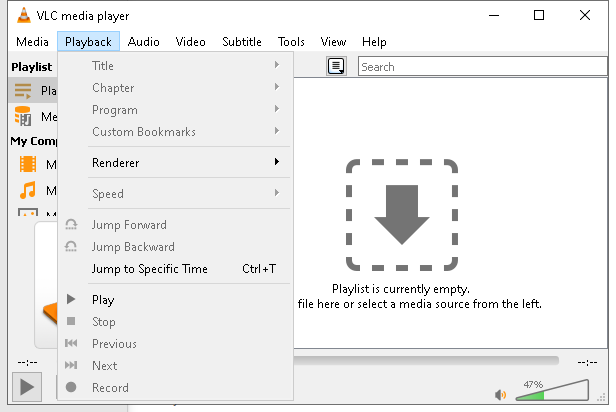 VLC media player
Media Playback Audio Video Subtitle Tools View Help
Playlist
Search
Title
Chapter
Program
Custom Bookmarks
Renderer
Speed
Jump Forward
Jump Backward
Jump to Specific Time Ctrl+T
Play
Stop
Previous
Next
Record
Pla
Me
My Comp
M
M
M
Playlist is currently empty.
file here or select a media source from the left.
--:-- --:--
47%